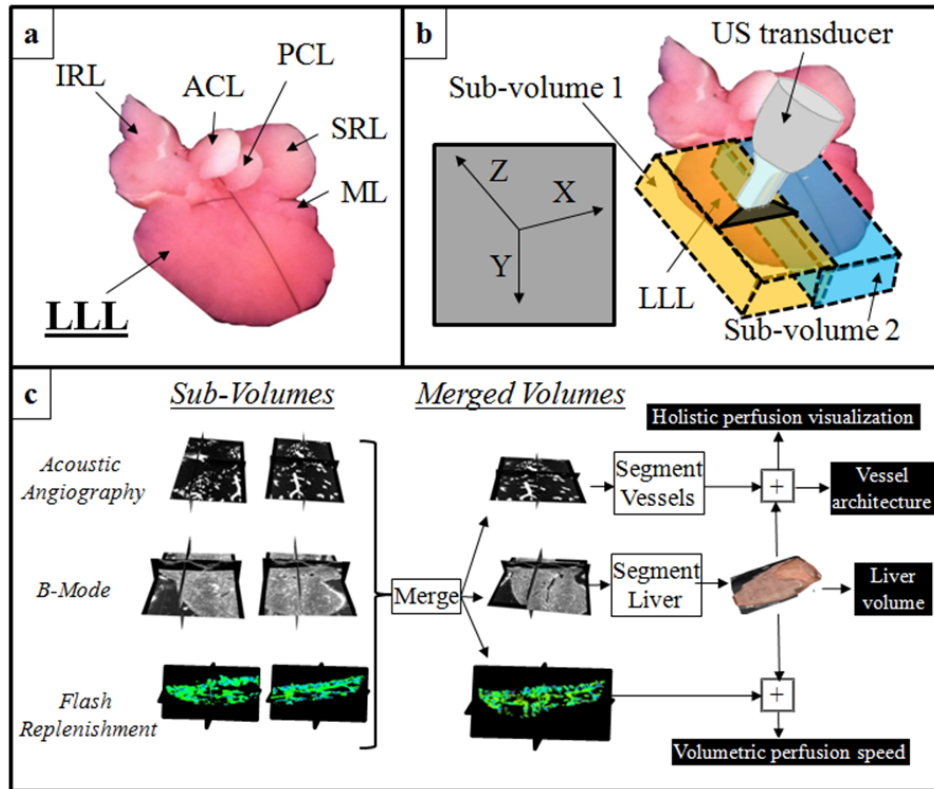 a
IRL
ACL
PCL
SRL
ML
LLL
b
US transducer
Sub-volume 1
Z
X
Y
LLL
Sub-volume 2
c
Sub-Volumes
Merged Volumes
Acoustic
Angiography
B-Mode
Flash
Replenishment
Merge
Segment
Vessels
Segment
Liver
Holistic perfusion visualization
+
Vessel
architecture
Liver
volume
+
Volumetric perfusion speed